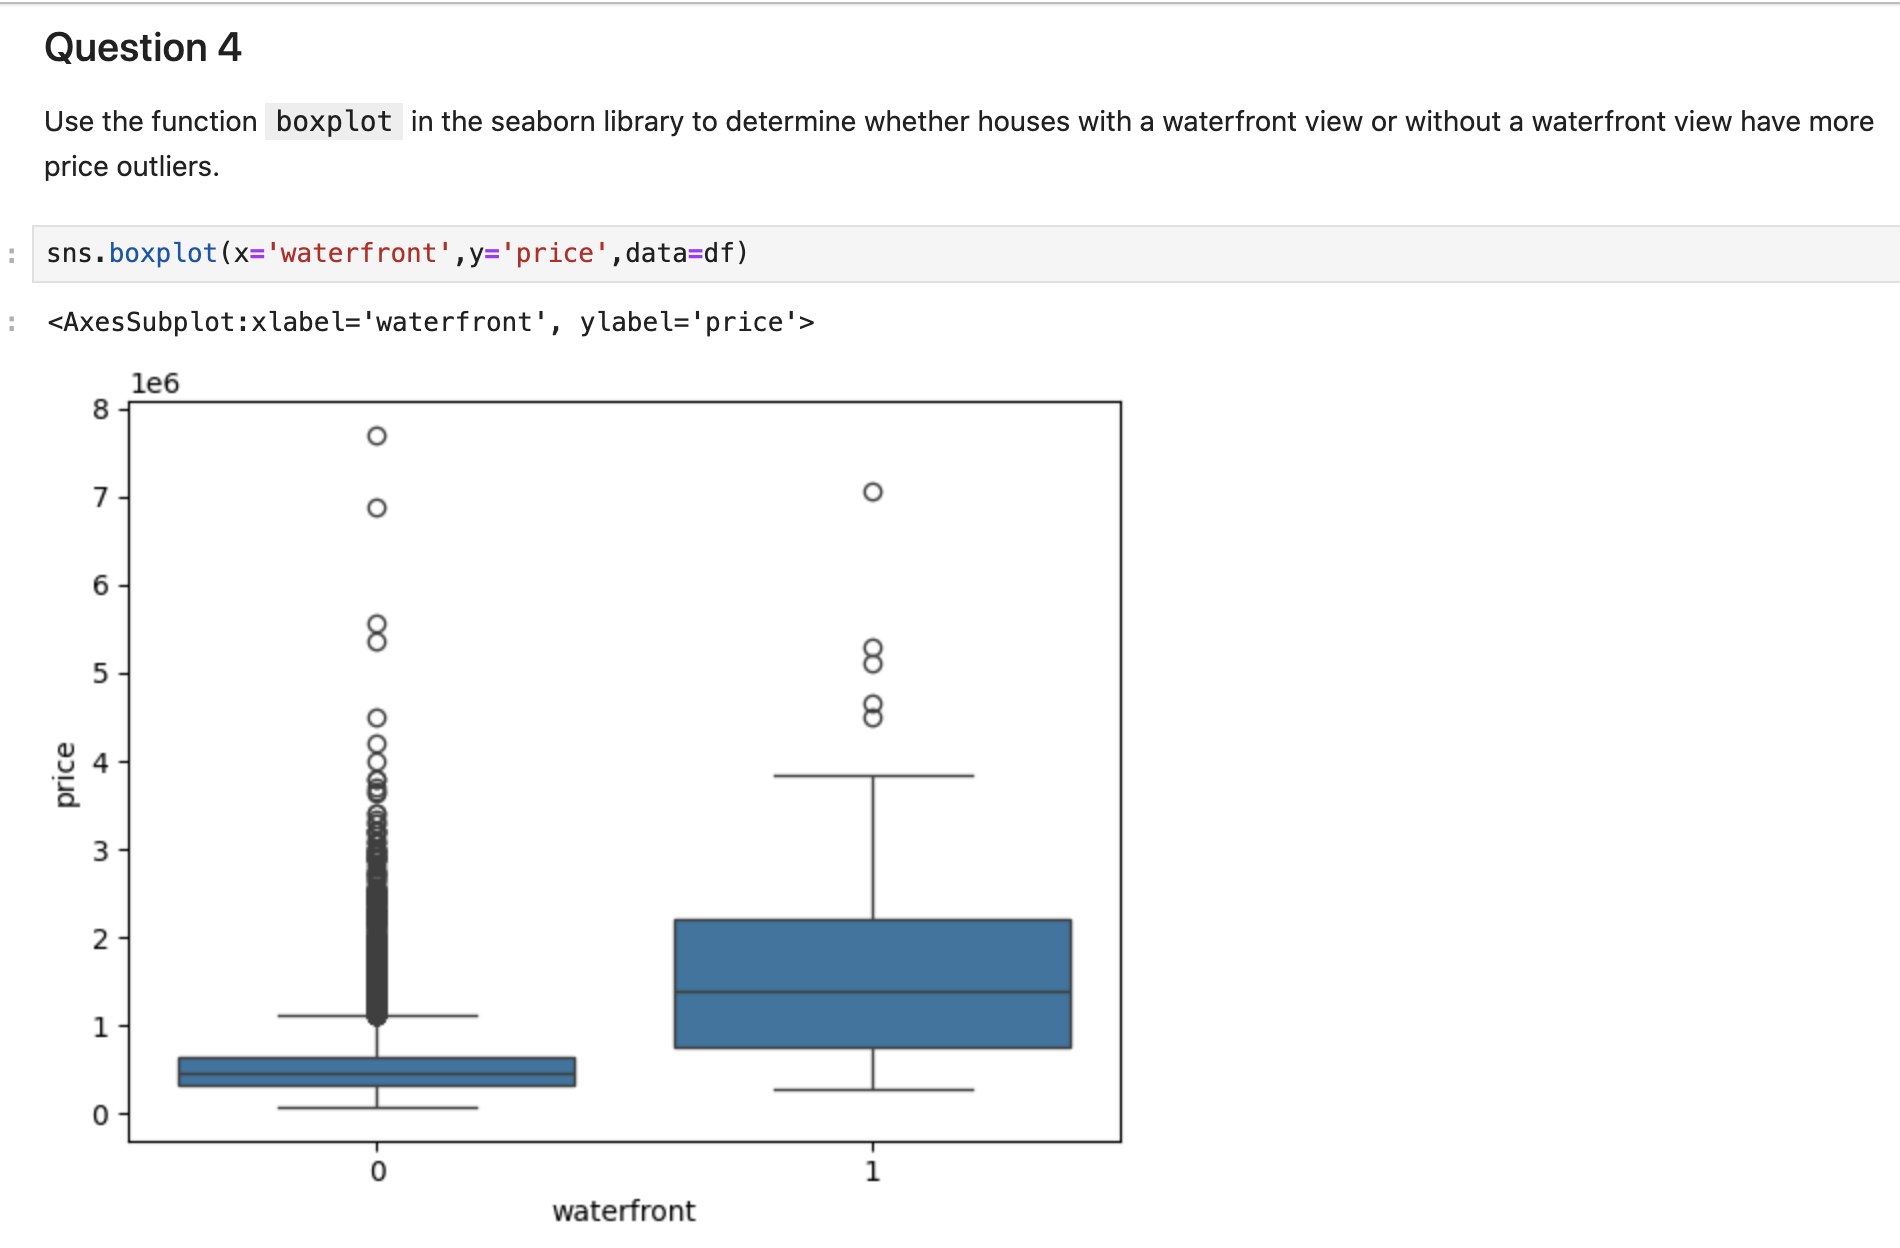 Question 4
Use the function boxplot in the seaborn library to determine whether houses with a waterfront view or without a waterfront view have more
price outliers.
: sns.boxplot(x='waterfront',y='price',data=df)
: <AxesSubplot:xlabel='waterfront', ylabel='price'>
1e6
8
7
6
5
4
3
2
1
0
price
0 1
waterfront